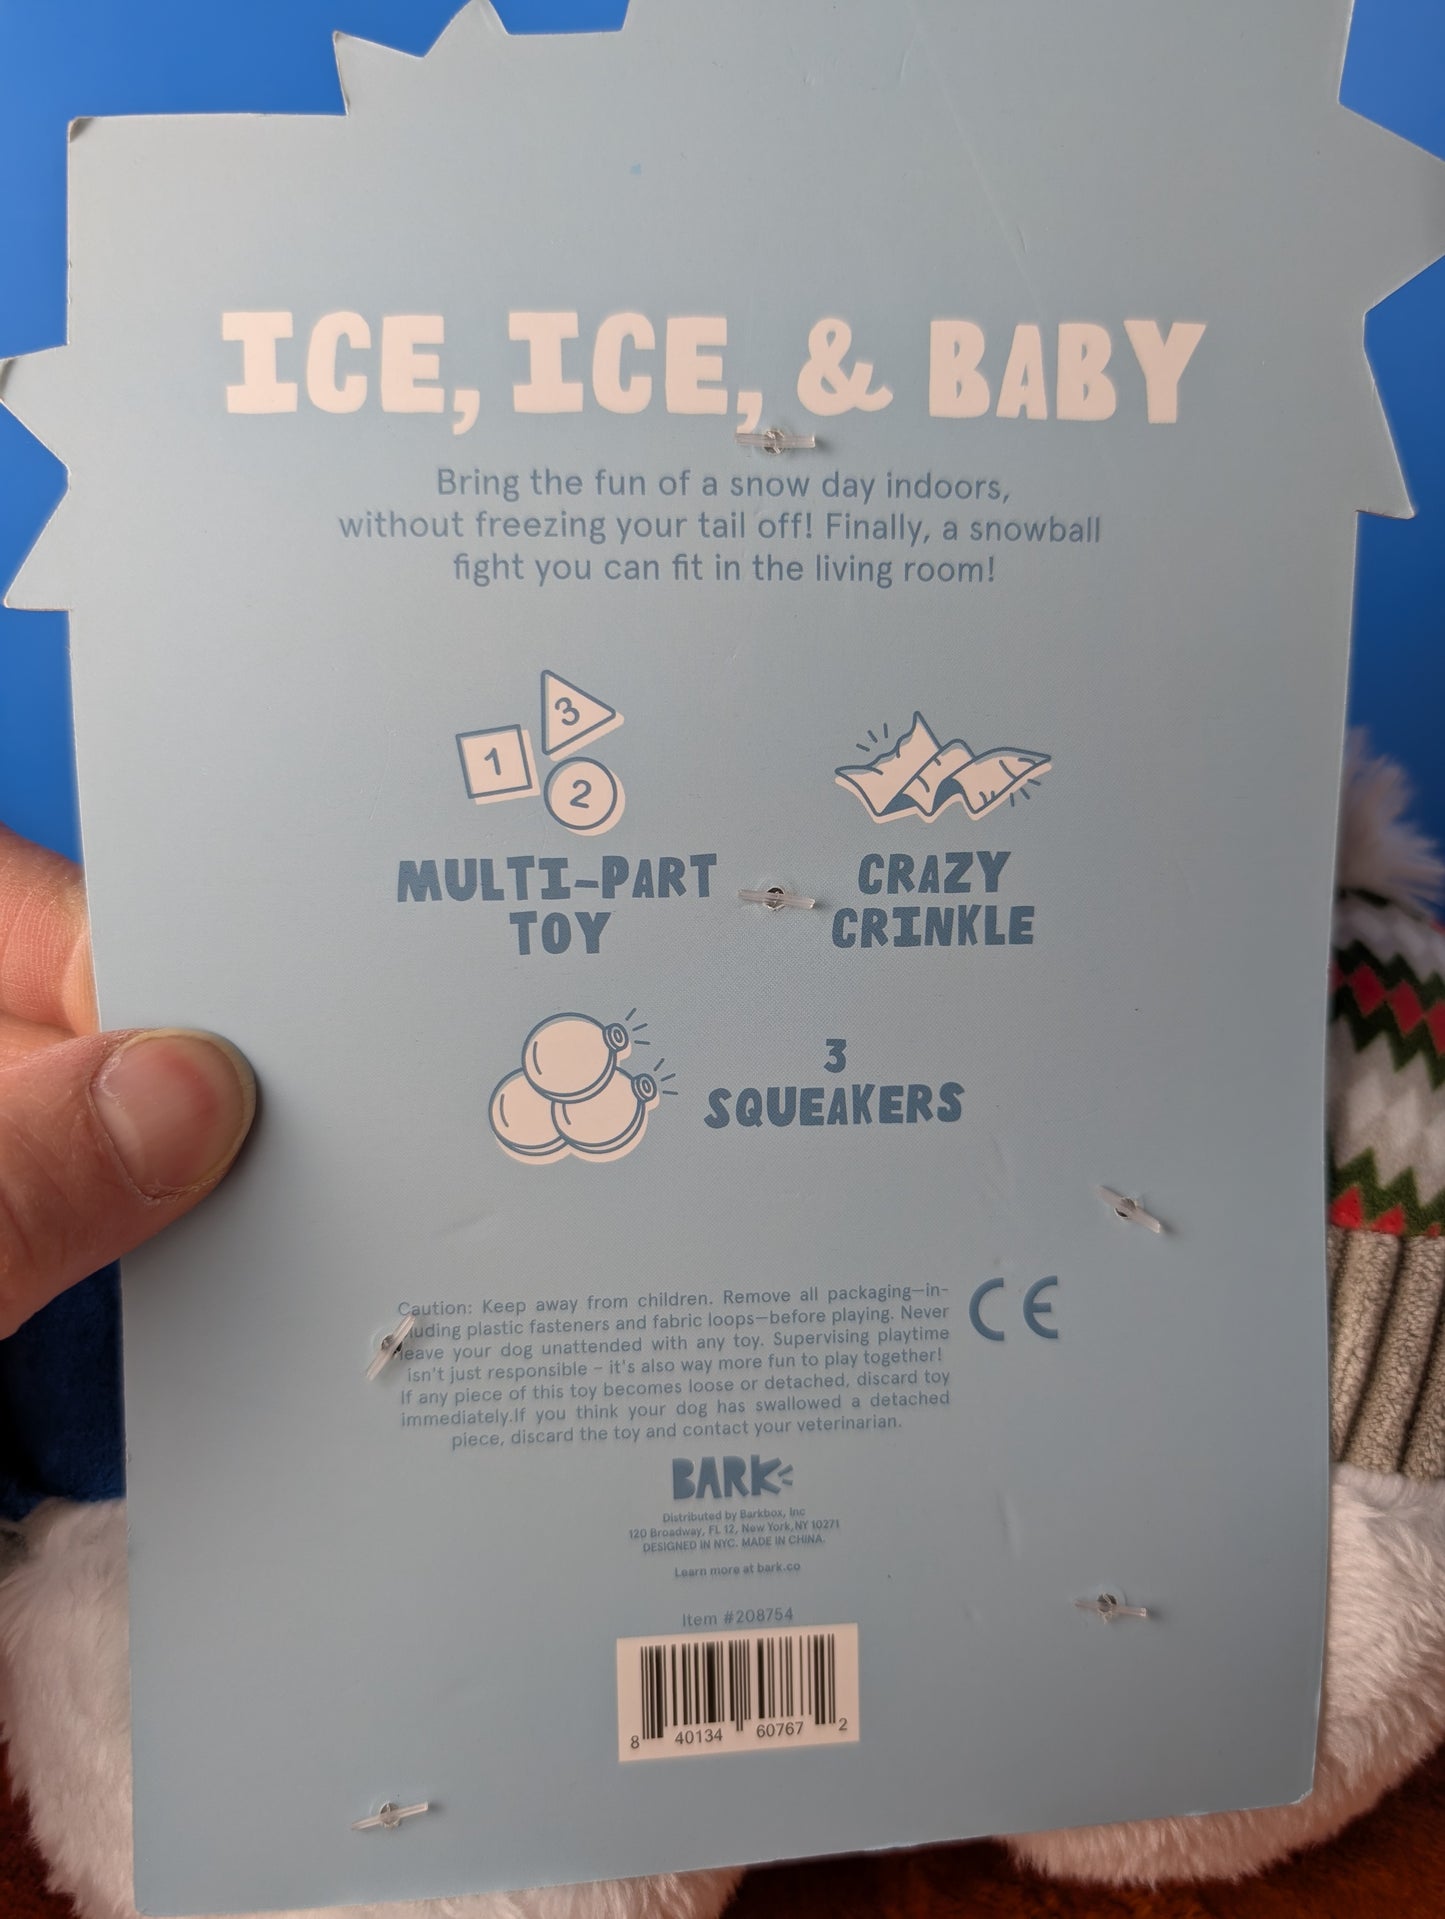 ICE, ICE, & BABY
Bring the fun of a snow day indoors,
without freezing your tail off! Finally, a snowball
fight you can fit in the living room!
3
1
2
MULTI-PART
TOY
CRAZY
CRINKLE
3
SQUEAKERS
Caution: Keep away from children. Remove all packaging—in-
cluding plastic fasteners and fabric loops—before playing. Never
leave your dog unattended with any toy. Supervising playtime
isn't just responsible – it's also way more fun to play together!
If any piece of this toy becomes loose or detached, discard toy
immediately.If you think your dog has swallowed a detached
piece, discard the toy and contact your veterinarian.
CE
BARK
Distributed by Barkbox, Inc
120 Broadway, FL 12, New York, NY 10271
DESIGNED IN NYC. MADE IN CHINA.
Learn more at bark.co
Item #208754
8 40134 60767 2